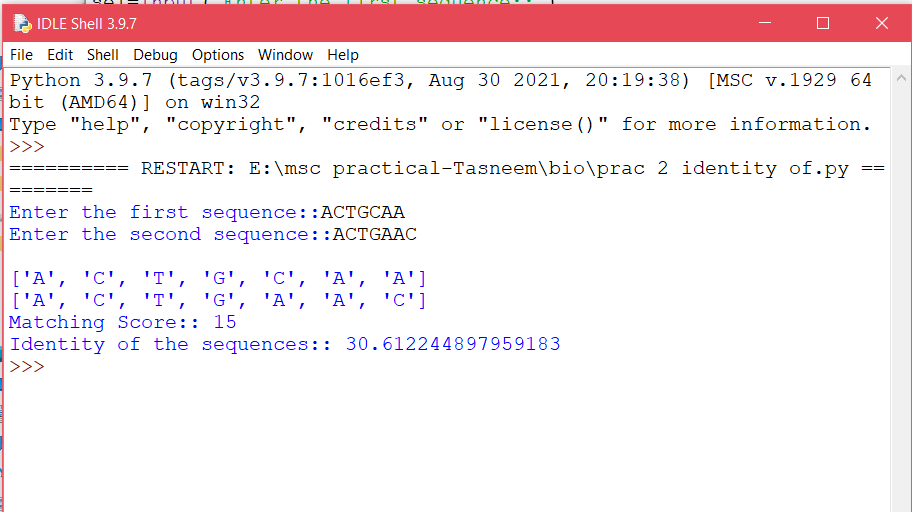 IDLE Shell 3.9.7
File Edit Shell Debug Options Window Help
Python 3.9.7 (tags/v3.9.7:1016ef3, Aug 30 2021, 20:19:38) [MSC v.1929 64
bit (AMD64)] on win32
Type "help", "copyright", "credits" or "license()" for more information.
>>>
========== RESTART: E:\msc practical-Tasneem\bio\prac 2 identity of.py ==
=======
Enter the first sequence::ACTGCAA
Enter the second sequence::ACTGAAC
['A', 'C', 'T', 'G', 'C', 'A', 'A']
['A', 'C', 'T', 'G', 'A', 'A', 'C']
Matching Score:: 15
Identity of the sequences:: 30.612244897959183
>>>